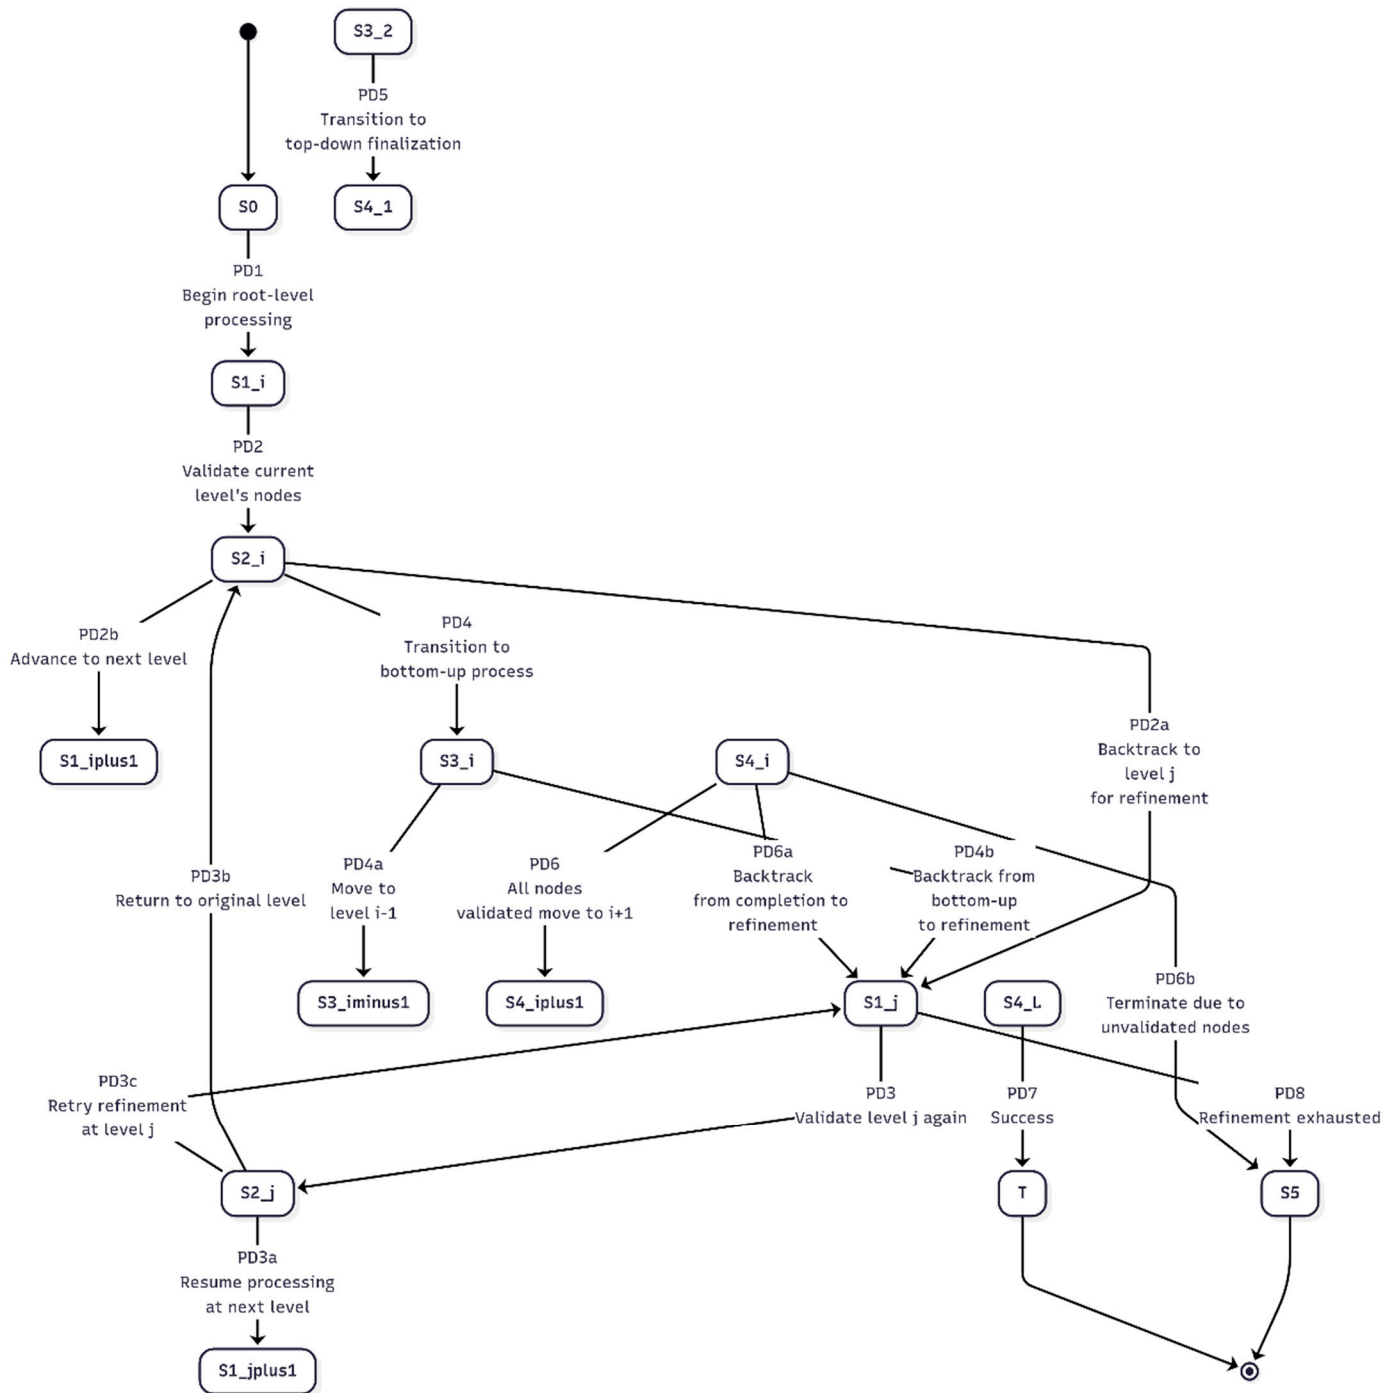 S3_2
PD5
Transition to
top-down finalization
S0
S4_1
PD1
Begin root-level
processing
S1_i
PD2
Validate current
level's nodes
S2_i
PD2b
Advance to next level
PD4
Transition to
bottom-up process
PD2a
Backtrack to
level j
for refinement
S1_iplus1
S3_i
S4_i
PD3b
Return to original level
PD4a
Move to
level i-1
PD6
All nodes
validated move to i+1
PD6a
Backtrack
from completion to
refinement
PD4b
Backtrack from
bottom-up
to refinement
S3_iminus1
S4_iplus1
S1_j
S4_L
PD6b
Terminate due to
unvalidated nodes
PD3c
Retry refinement
at level j
PD3
Validate level j again
PD7
Success
PD8
Refinement exhausted
S2_j
T
S5
PD3a
Resume processing
at next level
S1_jplus1